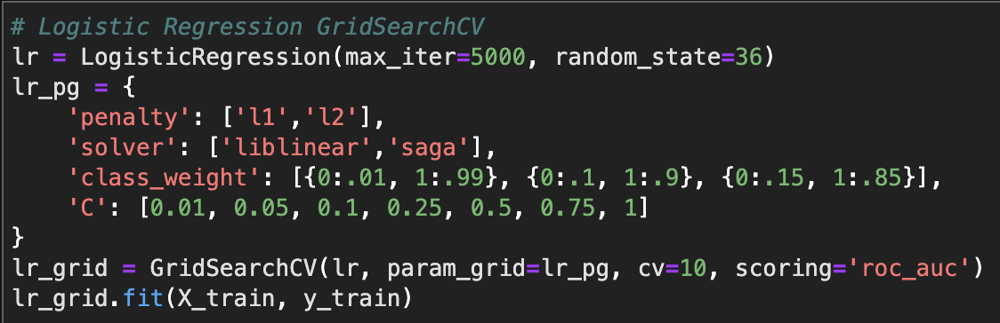 # Logistic Regression GridSearchCV
lr = LogisticRegression(max_iter=5000, random_state=36)
lr_pg = {
    'penalty': ['l1','l2'],
    'solver': ['liblinear','saga'],
    'class_weight': [{0:.01, 1:.99}, {0:.1, 1:.9}, {0:.15, 1:.85}],
    'C': [0.01, 0.05, 0.1, 0.25, 0.5, 0.75, 1]
}
lr_grid = GridSearchCV(lr, param_grid=lr_pg, cv=10, scoring='roc_auc')
lr_grid.fit(X_train, y_train)